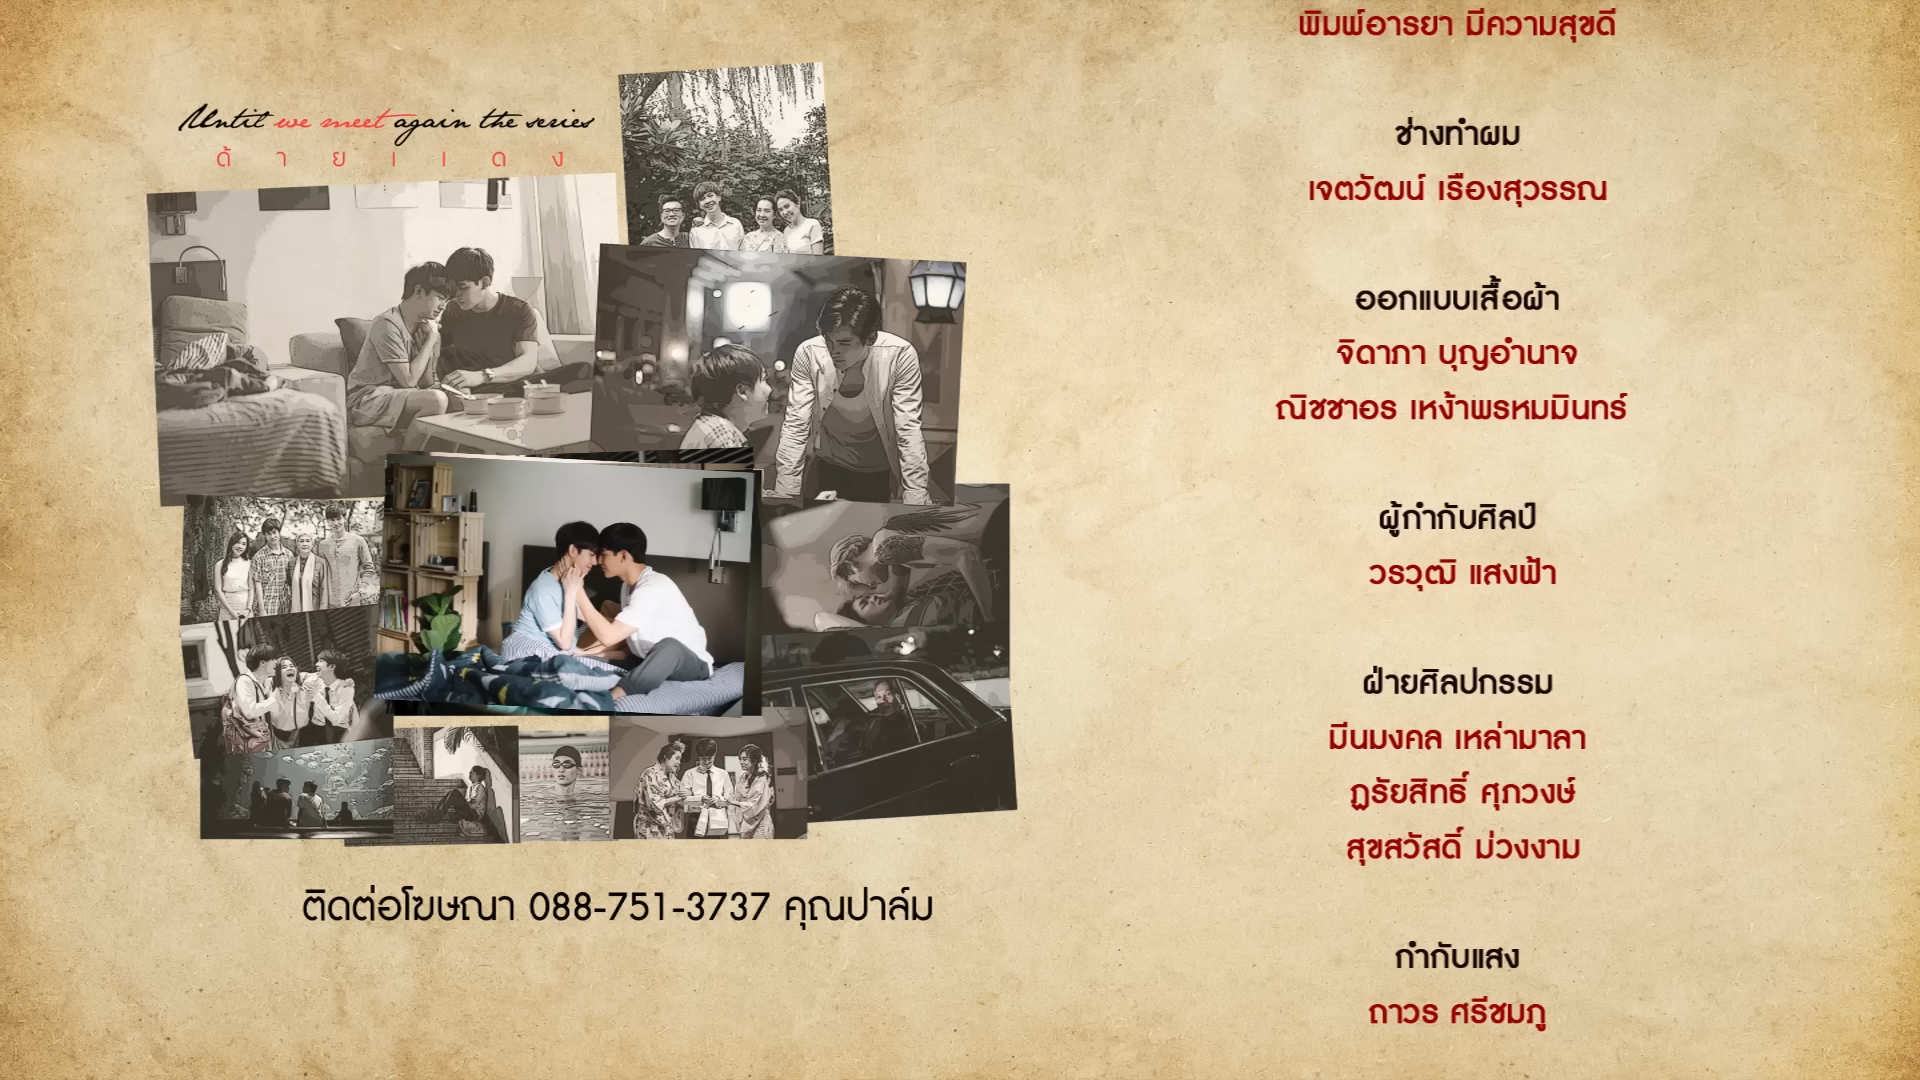 Until we meet again the series
ด้ายแดง
ติดต่อโฆษณา 088-751-3737 คุณปาล์ม
พิมพ์อารยา มีความสุขดี
ช่างทำผม
เจตวัฒน์ เรืองสุวรรณ
ออกแบบเสื้อผ้า
จิดาภา บุญอำนาจ
ณิชชาอร เหง้าพรหมมินทร์
ผู้กำกับศิลป์
วรวุฒิ แสงฟ้า
ฝ่ายศิลปกรรม
มีนมงคล เหล่ามาลา
ฏรัยสิทธิ์ ศุภวงษ์
สุขสวัสดิ์ ม่วงงาม
กำกับแสง
ถาวร ศรีชมภู